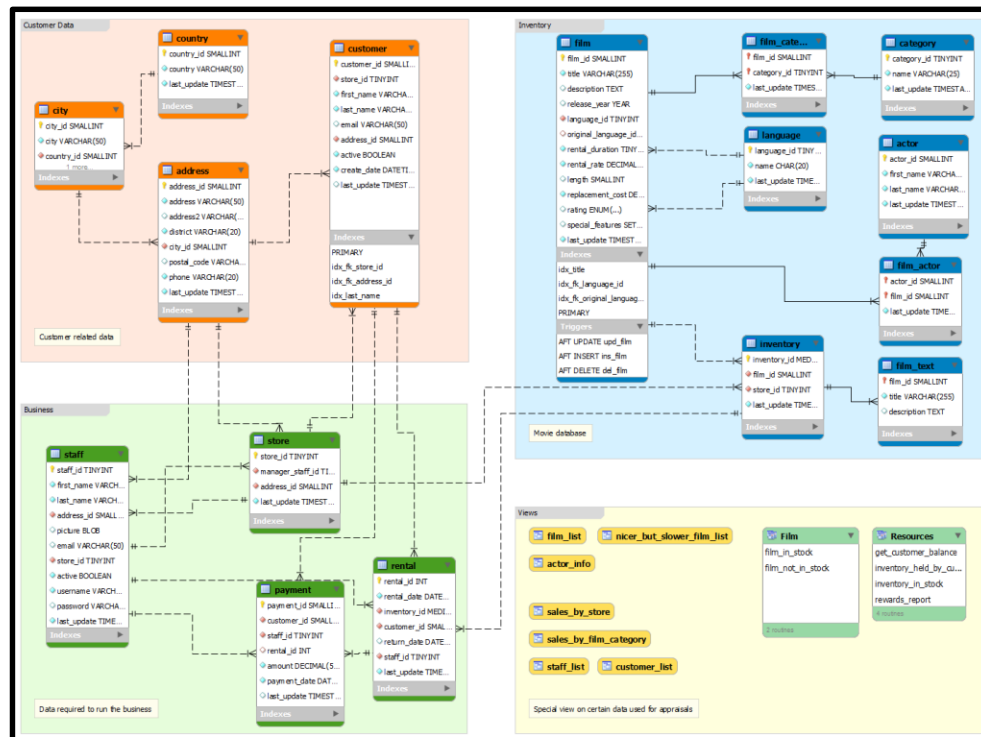 Customer Data
country
country_id SMALLINT
country VARCHAR(50)
last_update TIMEST...
Indexes
city
city_id SMALLINT
city VARCHAR(50)
country_id SMALLINT
1 more...
Indexes
address
address_id SMALLINT
address VARCHAR(50)
address2 VARCHAR(...
district VARCHAR(20)
city_id SMALLINT
postal_code VARCHA...
phone VARCHAR(20)
last_update TIMEST...
Indexes
customer
customer_id SMALLI...
store_id TINYINT
first_name VARCHA...
last_name VARCHA...
email VARCHAR(50)
address_id SMALLINT
active BOOLEAN
create_date DATETI...
last_update TIMEST...
Indexes
PRIMARY
idx_fk_store_id
idx_fk_address_id
idx_last_name
Customer related data
Inventory
film
film_id SMALLINT
title VARCHAR(255)
description TEXT
release_year YEAR
language_id TINYINT
original_language_id...
rental_duration TINY...
rental_rate DECIMAL...
length SMALLINT
replacement_cost DE...
rating ENUM(...)
special_features SET...
last_update TIMEST...
Indexes
idx_title
idx_fk_language_id
idx_fk_original_languag...
PRIMARY
Triggers
AFT UPDATE upd_film
AFT INSERT ins_film
AFT DELETE del_film
film_cate...
film_id SMALLINT
category_id TINYINT
last_update TIMES...
Indexes
category
category_id TINYINT
name VARCHAR(25)
last_update TIMESTA...
Indexes
language
language_id TINY...
name CHAR(20)
last_update TIME...
Indexes
actor
actor_id SMALLINT
first_name VARCHA...
last_name VARCHAR...
last_update TIMEST...
Indexes
film_actor
actor_id SMALLINT
film_id SMALLINT
last_update TIME...
Indexes
inventory
inventory_id MED...
film_id SMALLINT
store_id TINYINT
last_update TIME...
Indexes
film_text
film_id SMALLINT
title VARCHAR(255)
description TEXT
Indexes
Movie database
Business
staff
staff_id TINYINT
first_name VARCH...
last_name VARCH...
address_id SMALL...
picture BLOB
email VARCHAR(50)
store_id TINYINT
active BOOLEAN
username VARCH...
password VARCHA...
last_update TIME...
Indexes
store
store_id TINYINT
manager_staff_id TI...
address_id SMALLINT
last_update TIMEST...
Indexes
payment
payment_id SMALLI...
customer_id SMALL...
staff_id TINYINT
rental_id INT
amount DECIMAL(5...
payment_date DAT...
last_update TIMEST...
Indexes
rental
rental_id INT
rental_date DATE...
inventory_id MEDI...
customer_id SMAL...
return_date DATE...
staff_id TINYINT
last_update TIME...
Indexes
Data required to run the business
Views
film_list
nicer_but_slower_film_list
actor_info
sales_by_store
sales_by_film_category
staff_list
customer_list
Film
film_in_stock
film_not_in_stock
2 routines
Resources
get_customer_balance
inventory_held_by_cu...
inventory_in_stock
rewards_report
4 routines
Special view on certain data used for appraisals